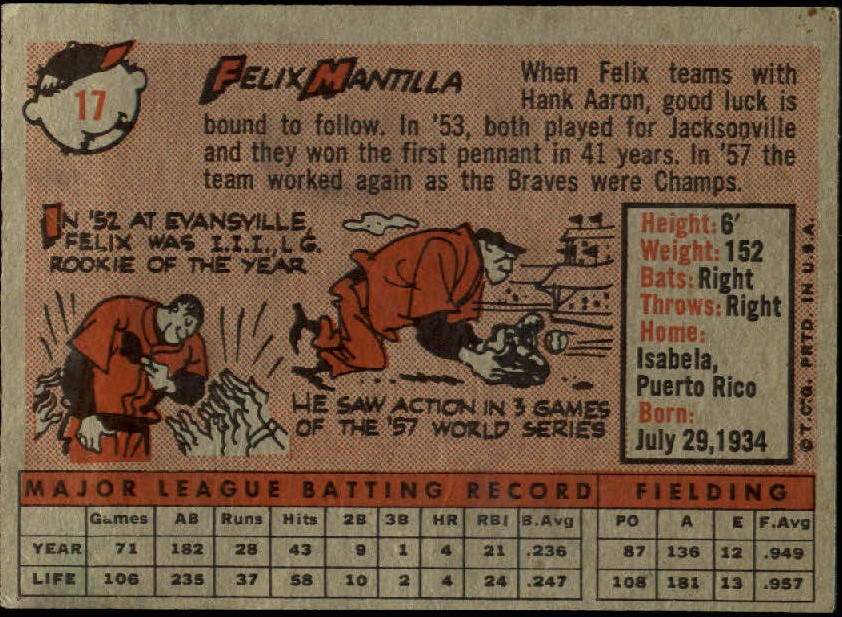 17
FELIX MANTILLA
When Felix teams with
Hank Aaron, good luck is
bound to follow. In '53, both played for Jacksonville
and they won the first pennant in 41 years. In '57 the
team worked again as the Braves were Champs.
IN '52 AT EVANSVILLE,
FELIX WAS I.I.I., L G.
ROOKIE OF THE YEAR
HE SAW ACTION IN 3 GAMES
OF THE '57 WORLD SERIES
Height: 6'
Weight: 152
Bats: Right
Throws: Right
Home:
Isabela,
Puerto Rico
Born:
July 29, 1934
© T.C.G. PRTD. IN U.S.A.
MAJOR LEAGUE BATTING RECORD FIELDING
Games AB Runs Hits 2B 3B HR RBI B.Avg PO A E F.Avg
YEAR 71 182 28 43 9 1 4 21 .236 87 136 12 .949
LIFE 106 235 37 58 10 2 4 24 .247 108 181 13 .957